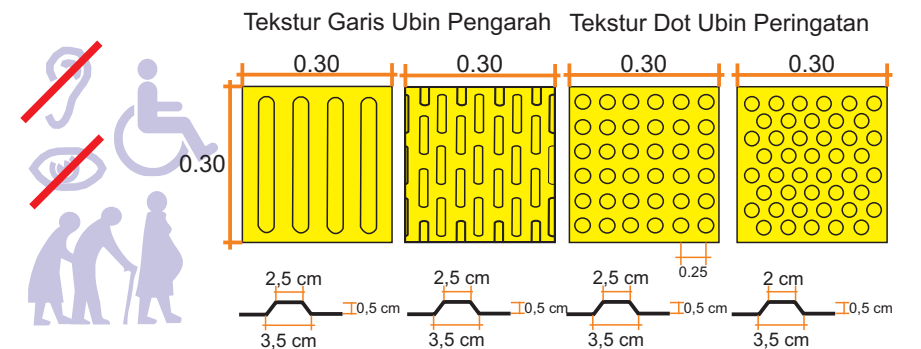 Tekstur Garis Ubin Pengarah Tekstur Dot Ubin Peringatan
0.30 0.30 0.30 0.30
0.30
0.25
2,5 cm 2,5 cm 2,5 cm 2 cm
0,5 cm 0,5 cm 0,5 cm 0,5 cm
3,5 cm 3,5 cm 3,5 cm 3,5 cm